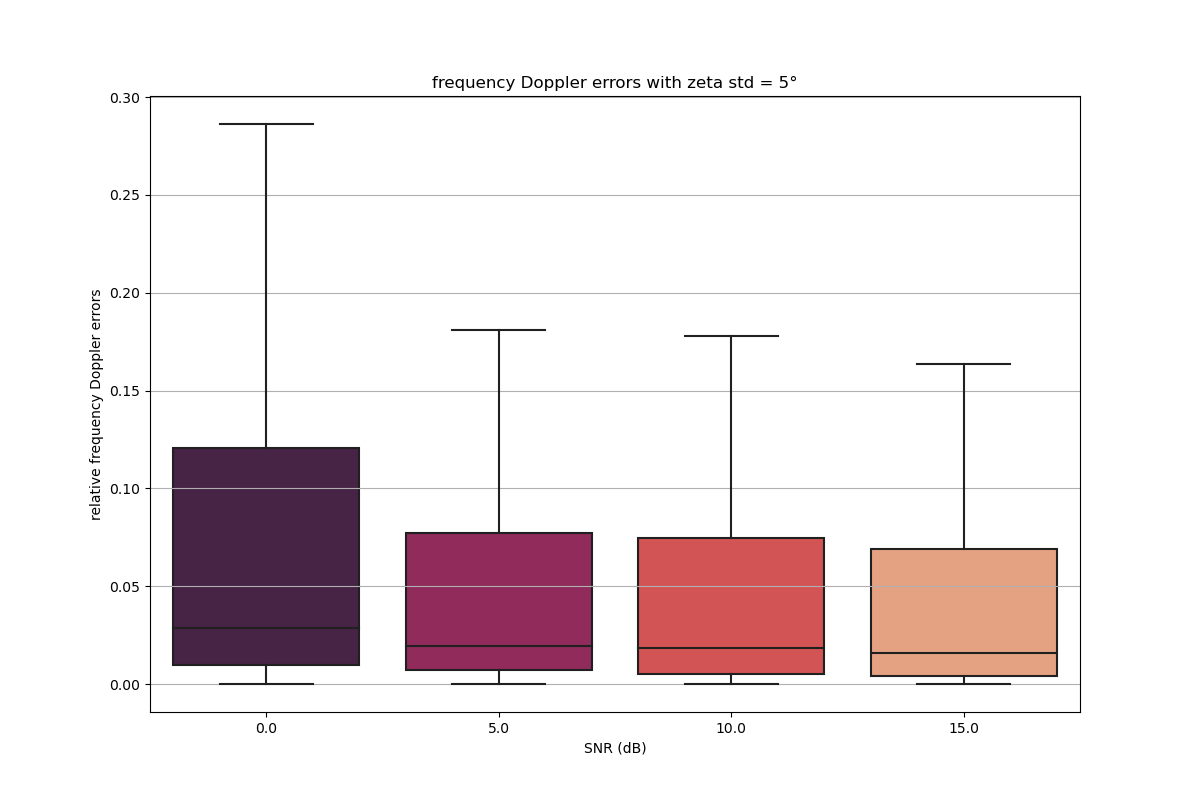 frequency Doppler errors with zeta std = 5°
0.30
0.25
0.20
0.15
0.10
0.05
0.00
relative frequency Doppler errors
0.0 5.0 10.0 15.0
SNR (dB)